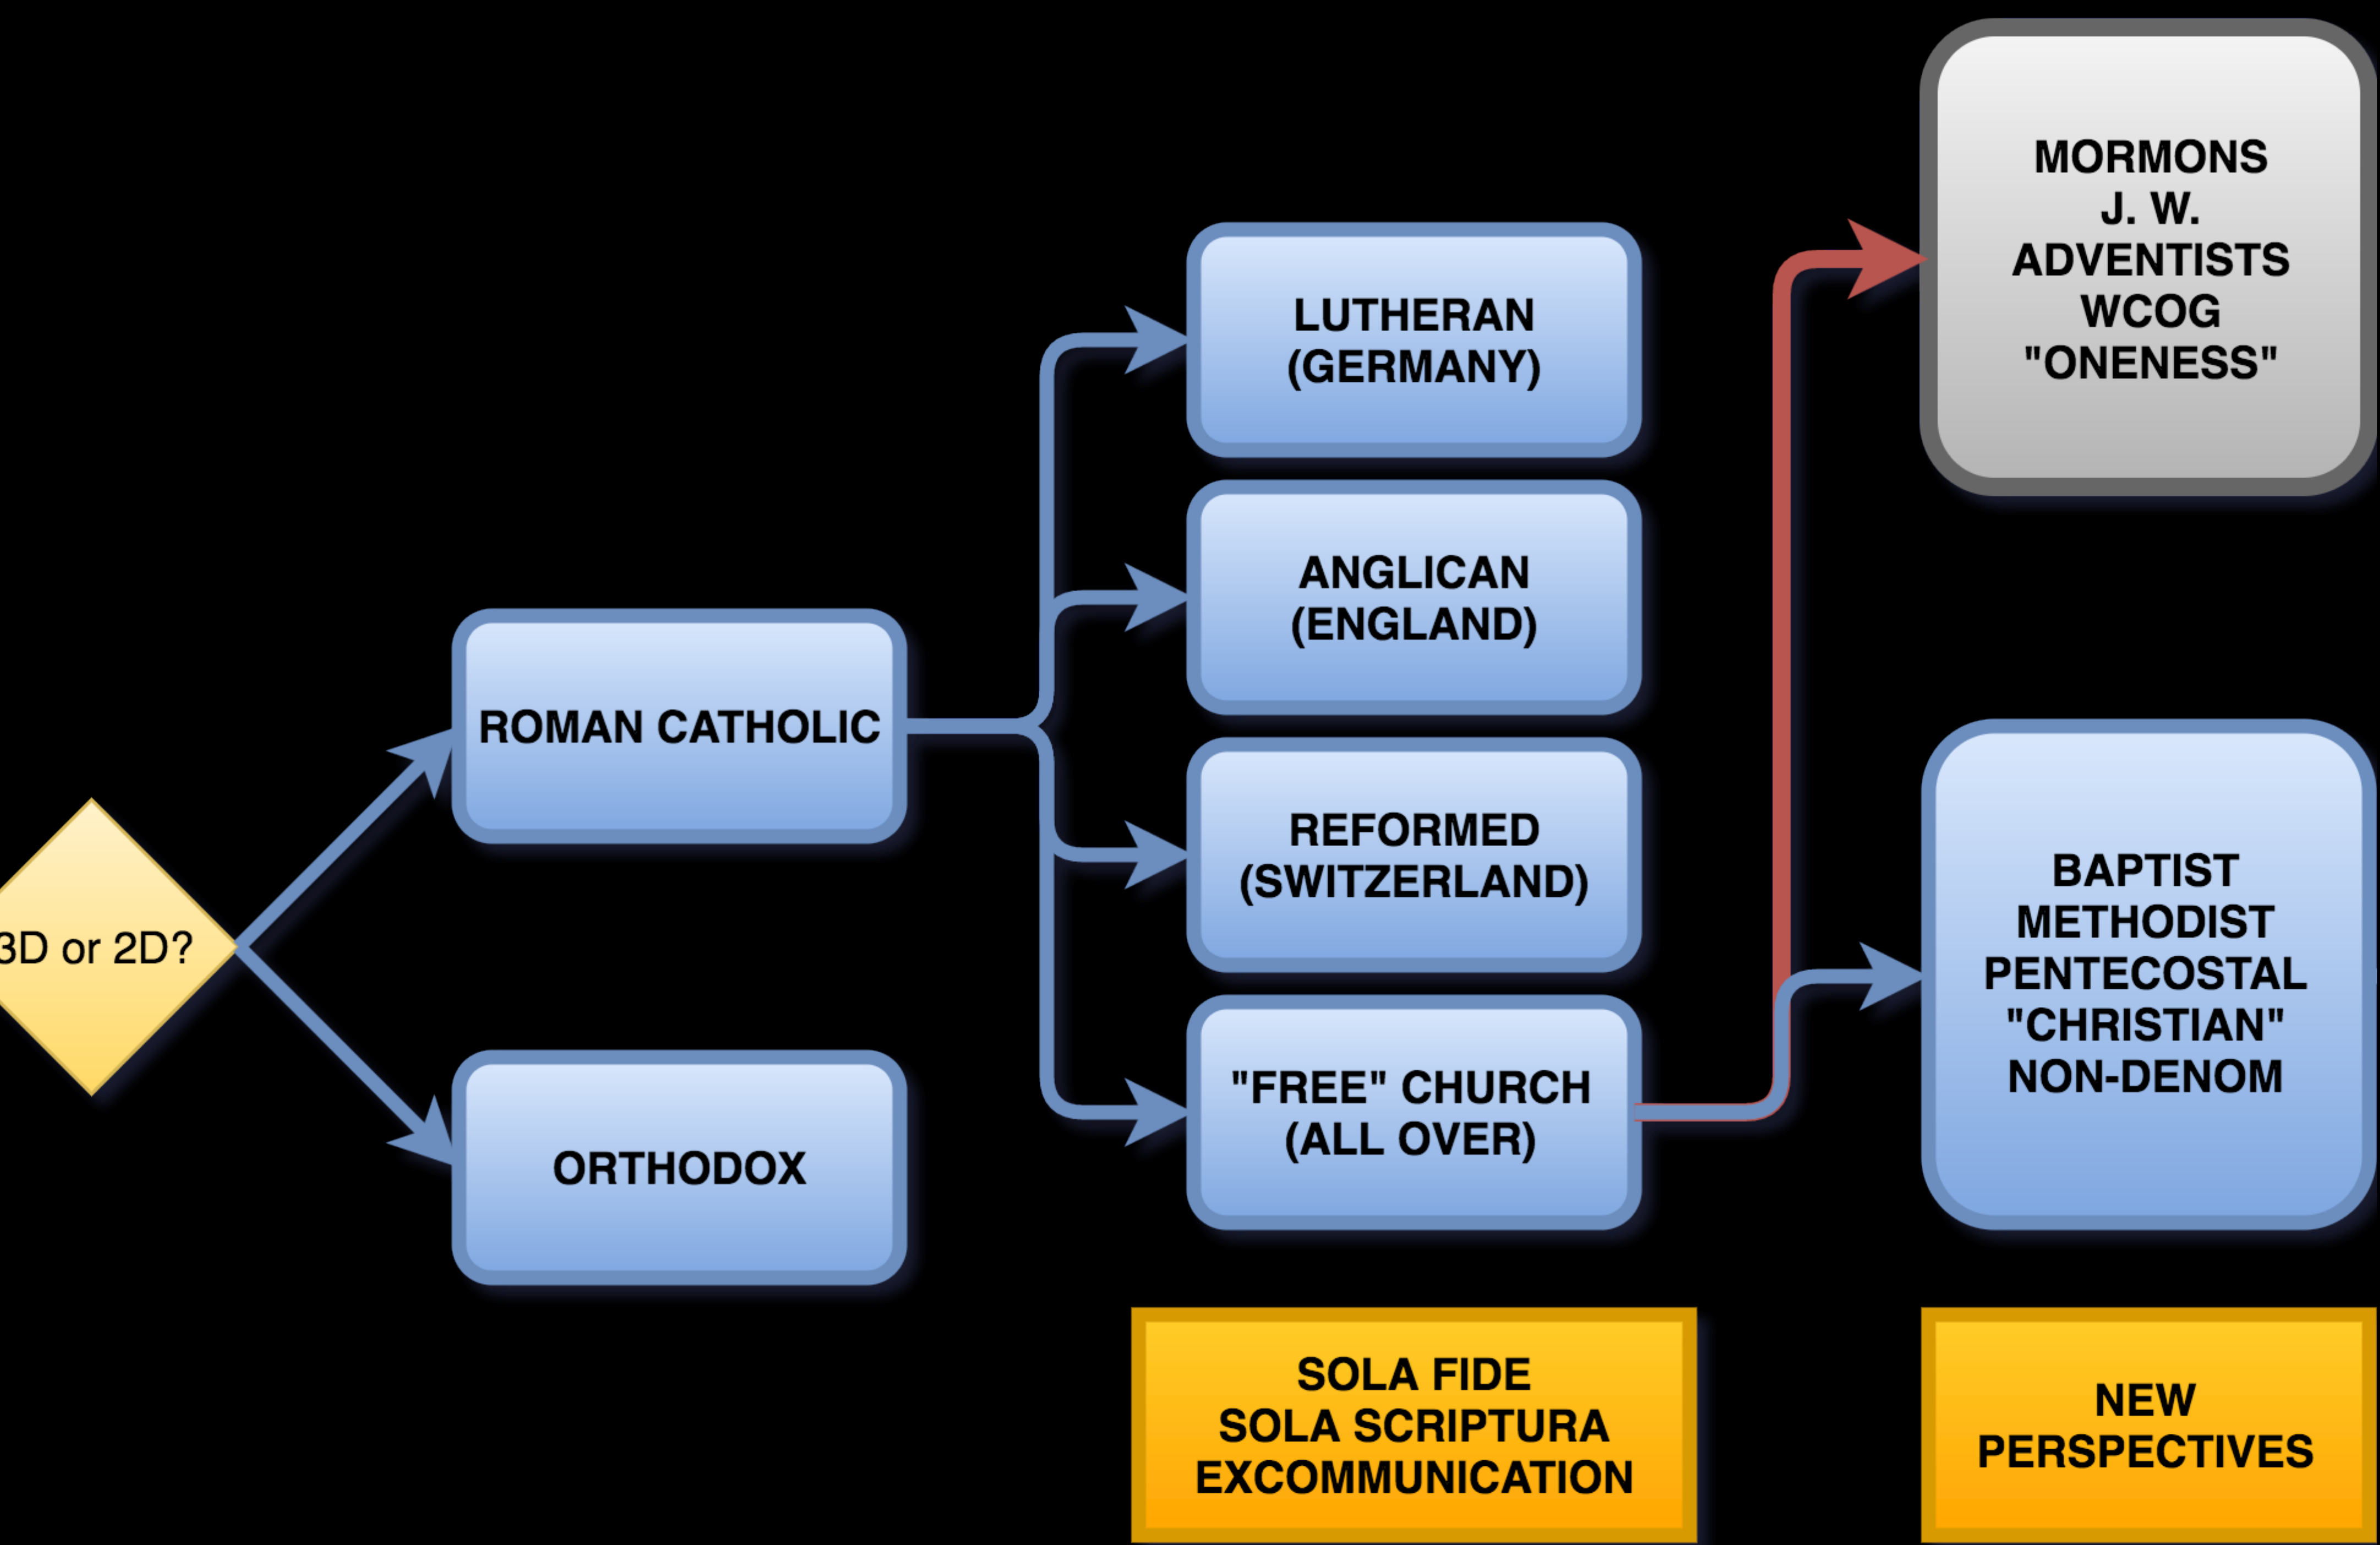 3D or 2D?
ROMAN CATHOLIC
ORTHODOX
LUTHERAN
(GERMANY)
ANGLICAN
(ENGLAND)
REFORMED
(SWITZERLAND)
"FREE" CHURCH
(ALL OVER)
SOLA FIDE
SOLA SCRIPTURA
EXCOMMUNICATION
MORMONS
J. W.
ADVENTISTS
WCOG
"ONENESS"
BAPTIST
METHODIST
PENTECOSTAL
"CHRISTIAN"
NON-DENOM
NEW
PERSPECTIVES